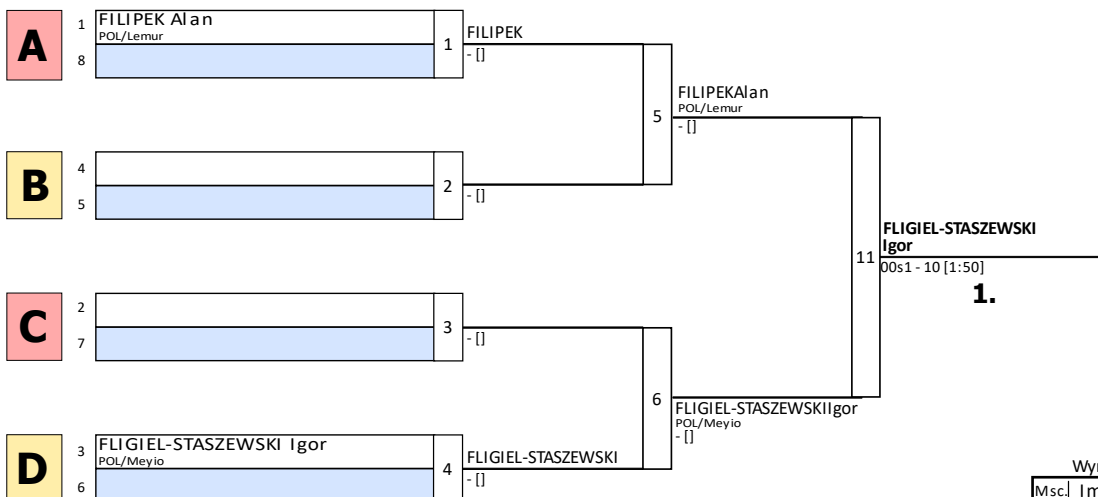 A
1
FILIPEK Alan
POL/Lemur
8
1
FILIPEK
- []
B
4
5
2
- []
5
FILIPEKAlan
POL/Lemur
- []
C
2
7
3
- []
D
3
FLIGIEL-STASZEWSKI Igor
POL/Meyio
6
4
FLIGIEL-STASZEWSKI
- []
6
FLIGIEL-STASZEWSKIIgor
POL/Meyio
- []
11
FLIGIEL-STASZEWSKI
Igor
00s1 - 10 [1:50]
1.
Msc.